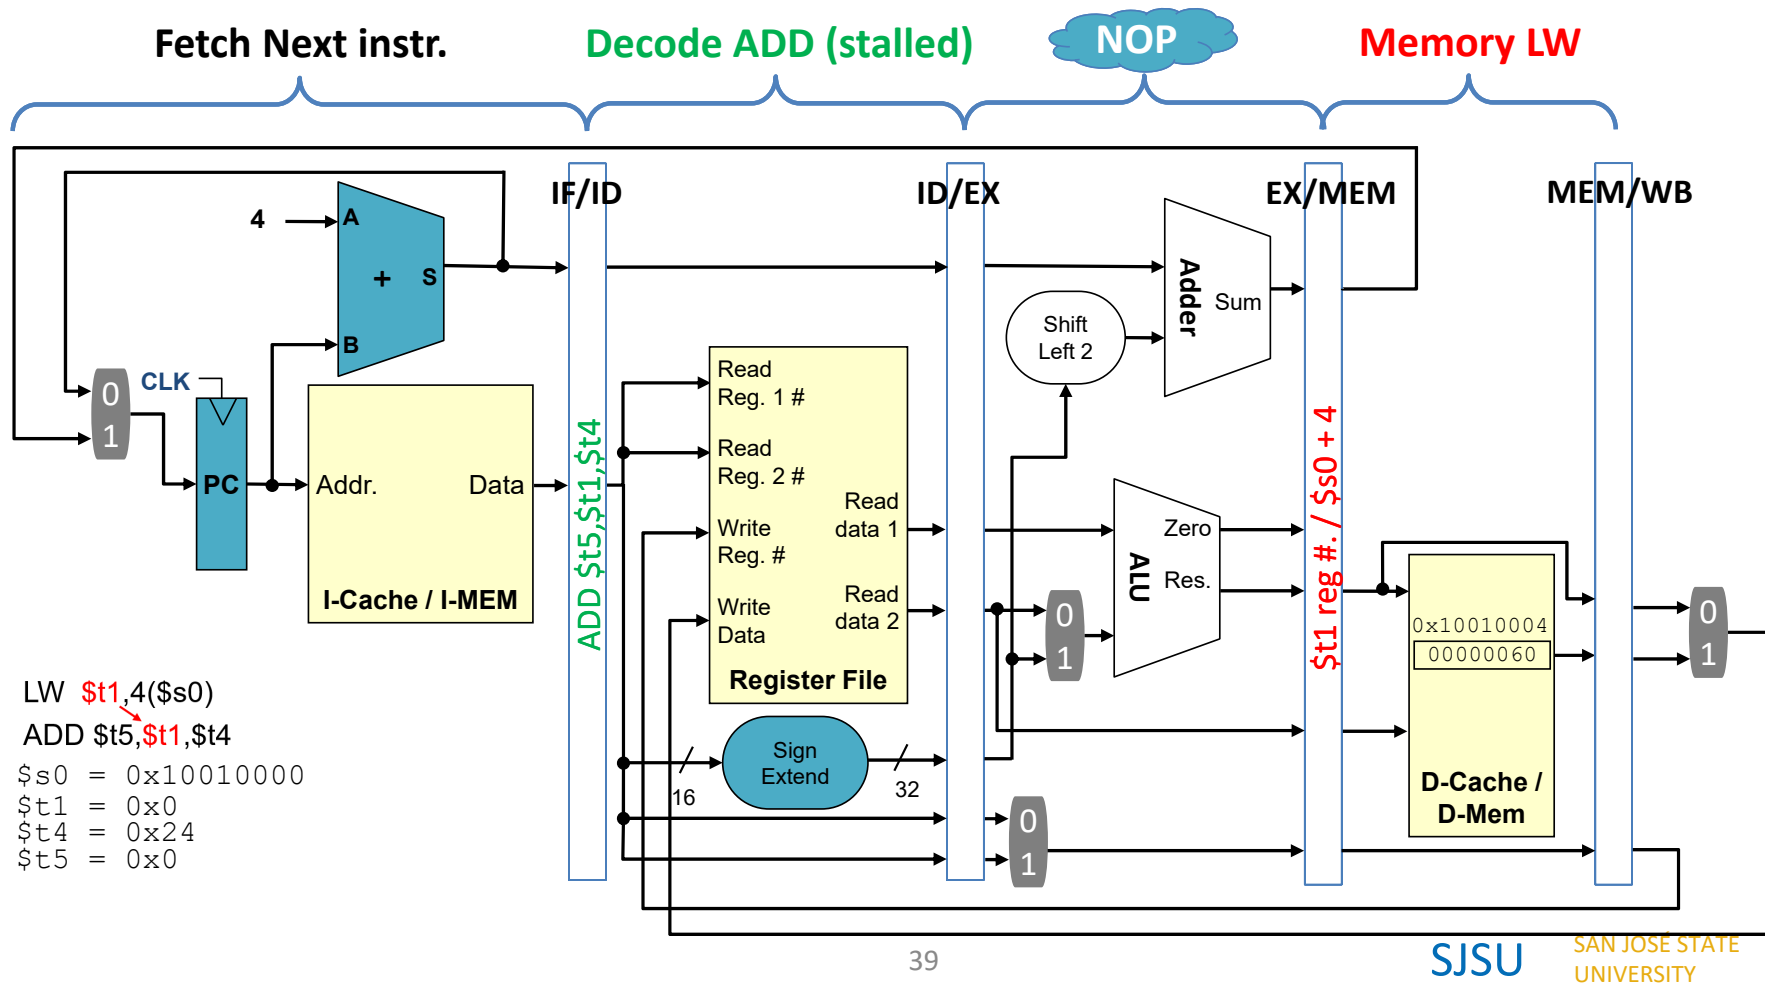 Fetch Next instr.
Decode ADD (stalled)
NOP
Memory LW
IF/ID
ID/EX
EX/MEM
MEM/WB
4
A
+
S
B
CLK
0
1
PC
Addr.
Data
I-Cache / I-MEM
ADD $t5,$t1,$t4
Read
Reg. 1 #
Read
Reg. 2 #
Write
Reg. #
Write
Data
Read
data 1
Read
data 2
Register File
Sign
Extend
16
32
Shift
Left 2
Adder
Sum
ALU
Zero
Res.
0
1
0
1
$t1 reg #. / $s0 + 4
0x10010004
00000060
D-Cache /
D-Mem
0
1
LW $t1,4($s0)
ADD $t5,$t1,$t4
$s0 = 0x10010000
$t1 = 0x0
$t4 = 0x24
$t5 = 0x0
39
SJSU
SAN JOSÉ STATE
UNIVERSITY